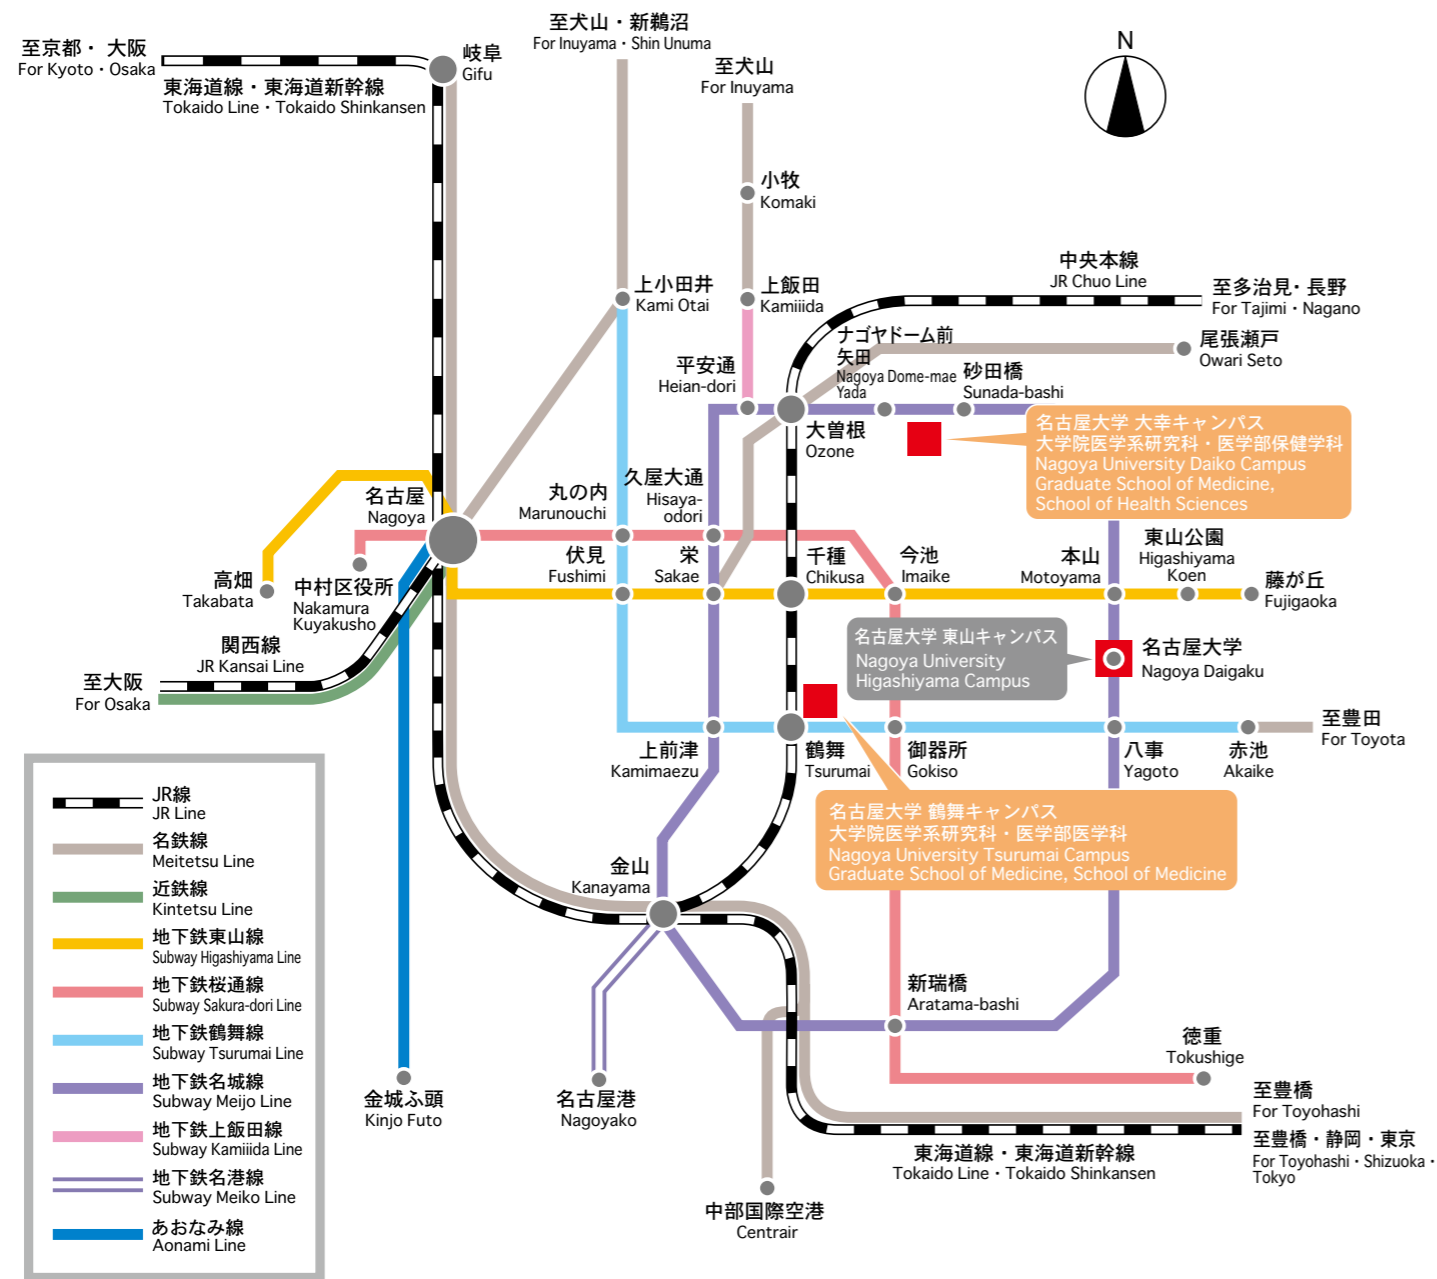 至犬山・新鵜沼
For Inuyama・Shin Unuma
至京都・ 大阪
For Kyoto・Osaka
東海道線・東海道新幹線
Tokaido Line・Tokaido Shinkansen
岐阜
Gifu
至犬山
For Inuyama
N
小牧
Komaki
上小田井
Kami Otai
上飯田
Kamiiida
中央本線
JR Chuo Line
至多治見・長野
For Tajimi・Nagano
ナゴヤドーム前
矢田
Nagoya Dome-mae
Yada
尾張瀬戸
Owari Seto
平安通
Heian-dori
砂田橋
Sunada-bashi
大曽根
Ozone
名古屋大学 大幸キャンパス
大学院医学系研究科・医学部保健学科
Nagoya University Daiko Campus
Graduate School of Medicine,
School of Health Sciences
名古屋
Nagoya
丸の内
Marunouchi
久屋大通
Hisaya-
odori
高畑
Takabata
中村区役所
Nakamura
Kuyakusho
伏見
Fushimi
栄
Sakae
千種
Chikusa
今池
Imaike
本山
Motoyama
東山公園
Higashiyama
Koen
藤が丘
Fujigaoka
関西線
JR Kansai Line
至大阪
For Osaka
名古屋大学 東山キャンパス
Nagoya University
Higashiyama Campus
名古屋大学
Nagoya Daigaku
上前津
Kamimaezu
鶴舞
Tsurumai
御器所
Gokiso
八事
Yagoto
赤池
Akaike
至豊田
For Toyota
名古屋大学 鶴舞キャンパス
大学院医学系研究科・医学部医学科
Nagoya University Tsurumai Campus
Graduate School of Medicine, School of Medicine
金山
Kanayama
新瑞橋
Aratama-bashi
徳重
Tokushige
金城ふ頭
Kinjo Futo
名古屋港
Nagoyako
至豊橋
For Toyohashi
至豊橋・静岡・東京
For Toyohashi・Shizuoka・
Tokyo
東海道線・東海道新幹線
Tokaido Line・Tokaido Shinkansen
中部国際空港
Centrair
JR線
JR Line
名鉄線
Meitetsu Line
近鉄線
Kintetsu Line
地下鉄東山線
Subway Higashiyama Line
地下鉄桜通線
Subway Sakura-dori Line
地下鉄鶴舞線
Subway Tsurumai Line
地下鉄名城線
Subway Meijo Line
地下鉄上飯田線
Subway Kamiiida Line
地下鉄名港線
Subway Meiko Line
あおなみ線
Aonami Line